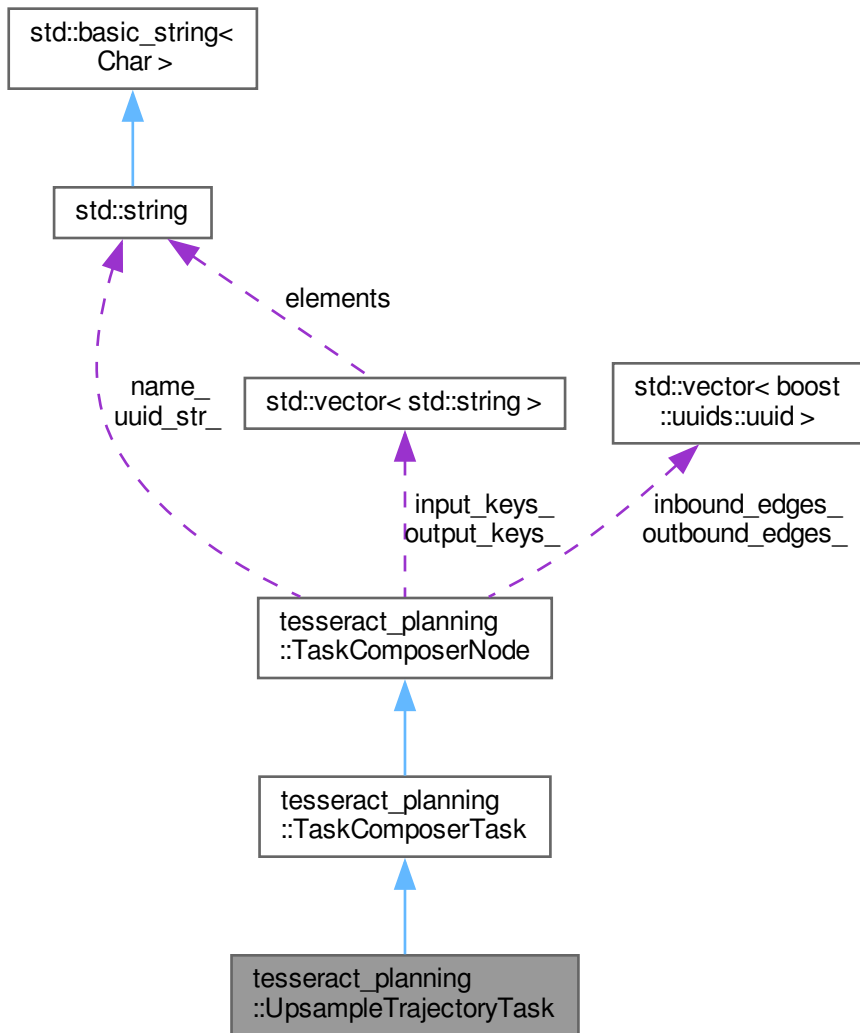 std::basic_string<
Char >
std::string
elements
name_
uuid_str_
std::vector< std::string >
std::vector< boost
::uuids::uuid >
input_keys_
output_keys_
inbound_edges_
outbound_edges_
tesseract_planning
::TaskComposerNode
tesseract_planning
::TaskComposerTask
tesseract_planning
::UpsampleTrajectoryTask